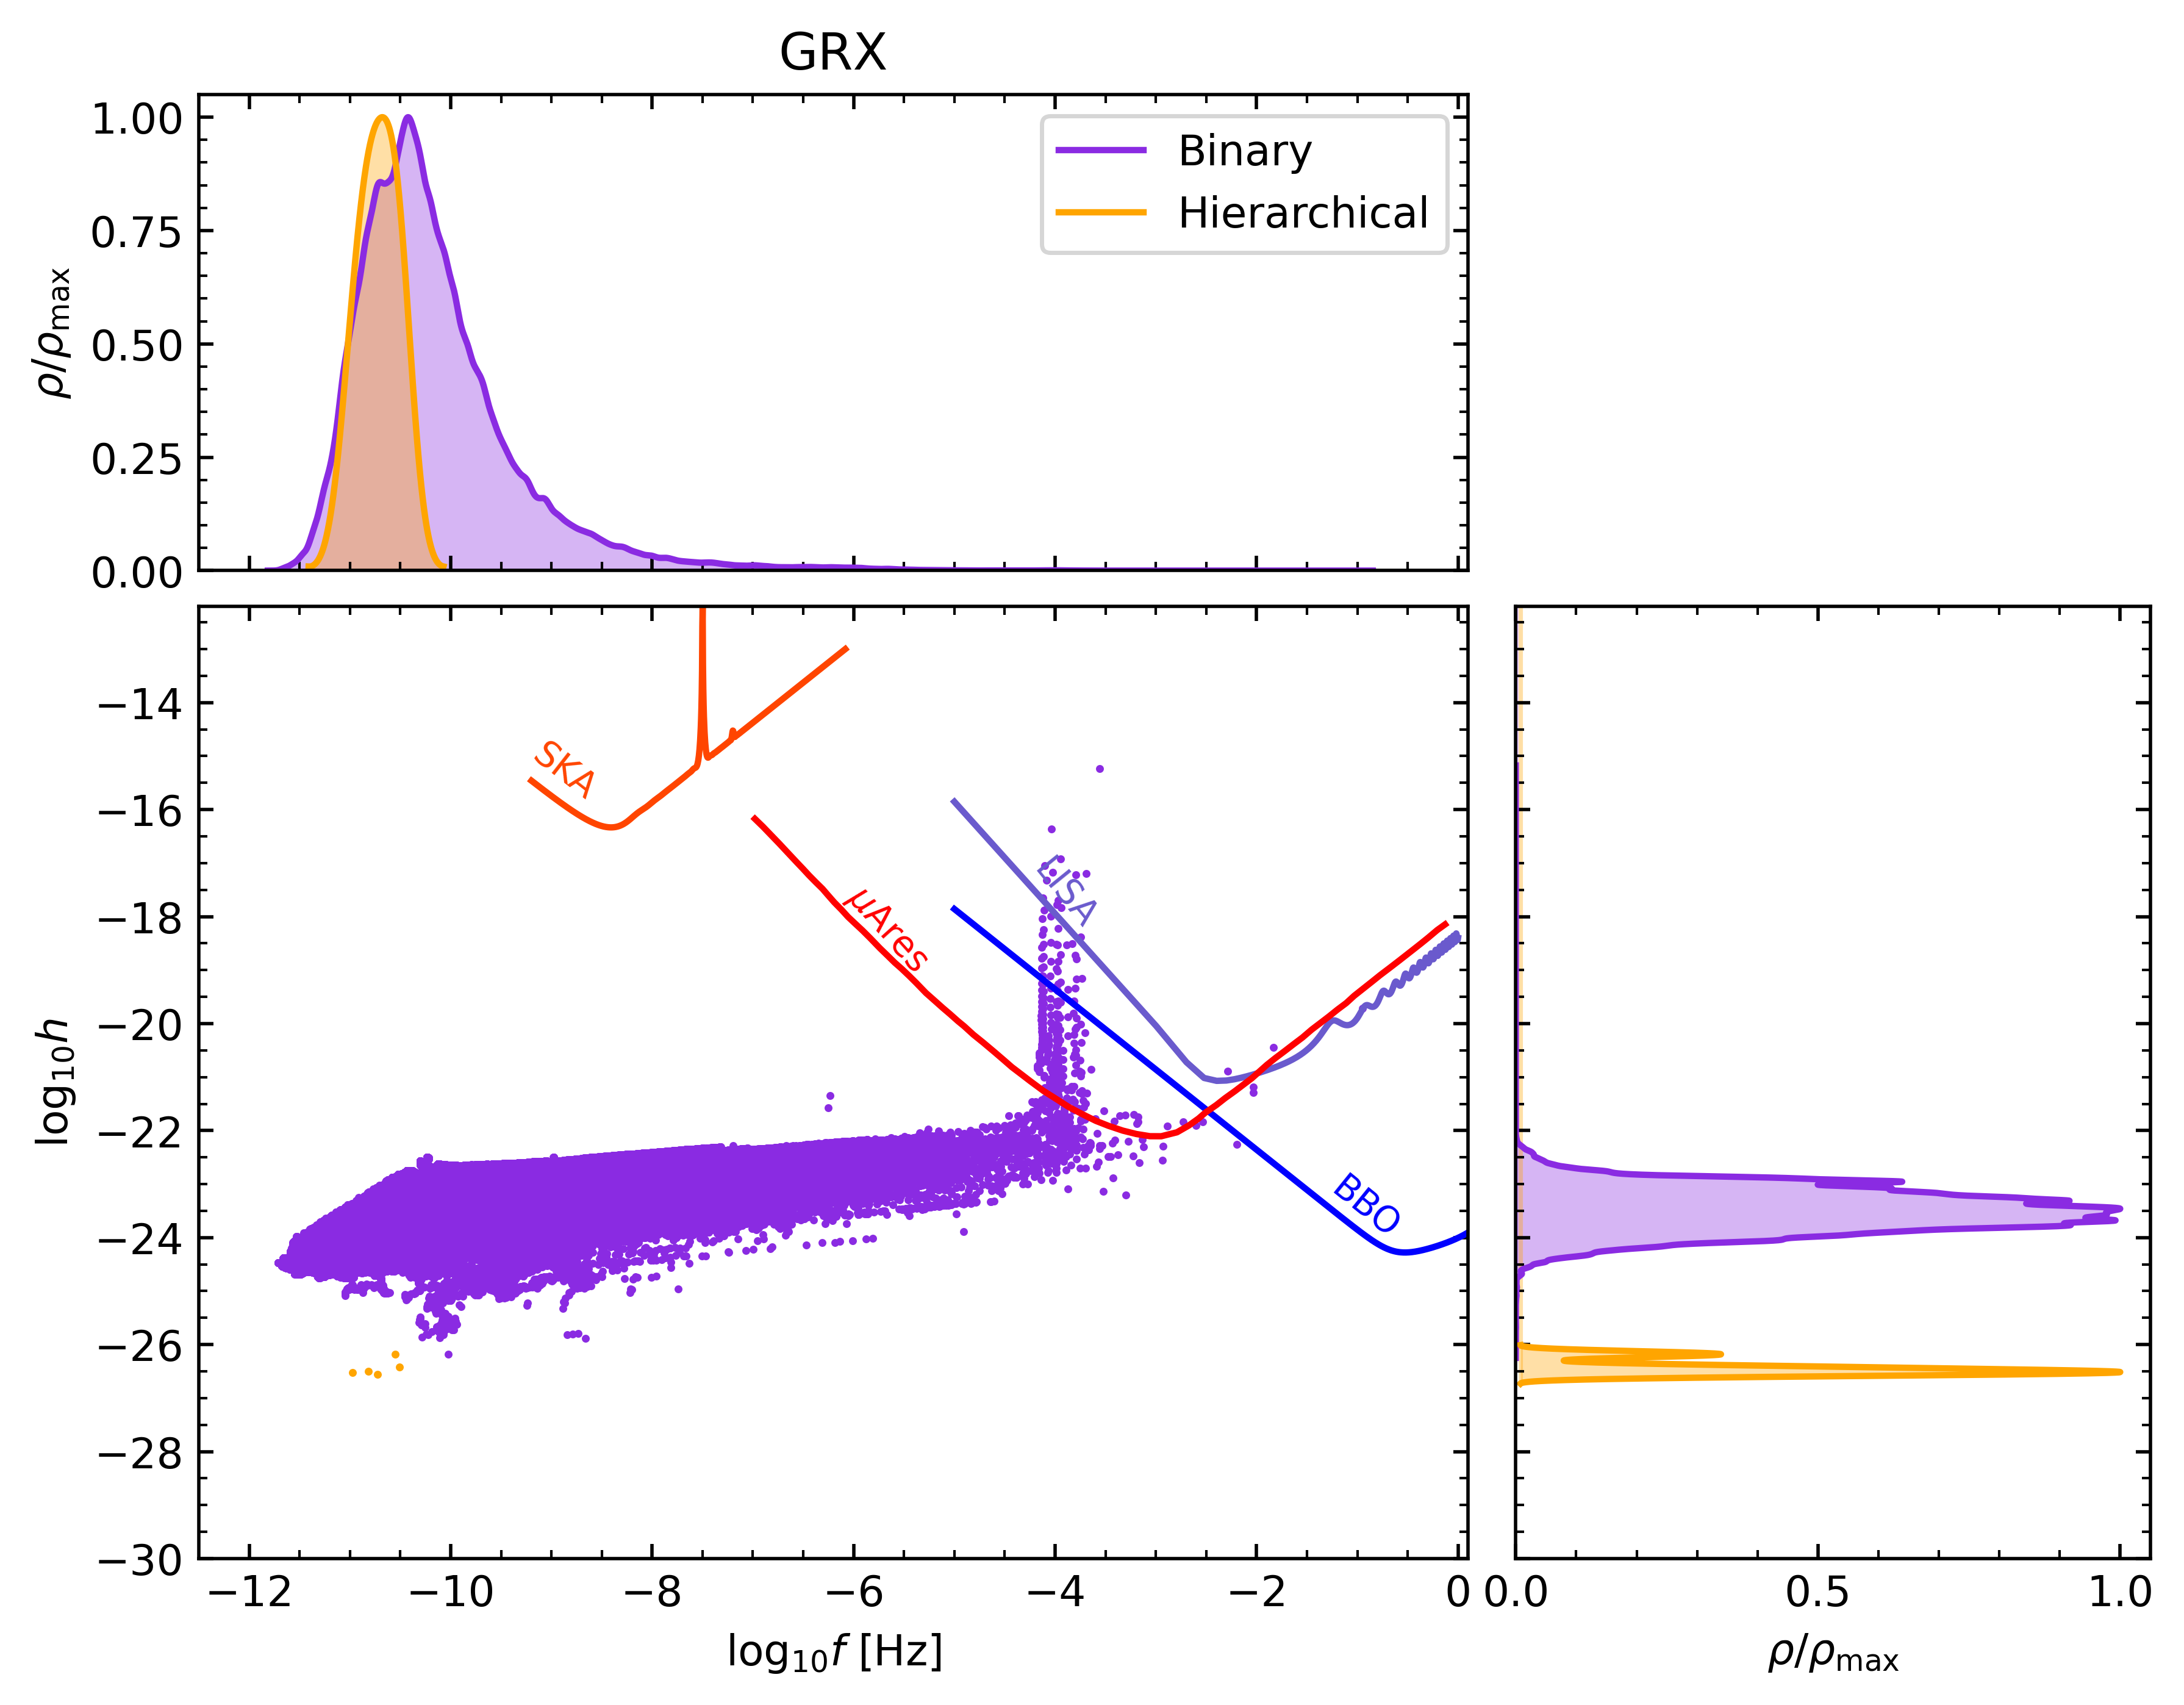 GRX
1.00
0.75
0.50
0.25
0.00
ρ/ρmax
Binary
Hierarchical
−14
−16
−18
−20
−22
−24
−26
−28
−30
log10h
SKA
μAres
LISA
BBO
−12 −10 −8 −6 −4 −2 0
log10f [Hz]
0.0 0.5 1.0
ρ/ρmax